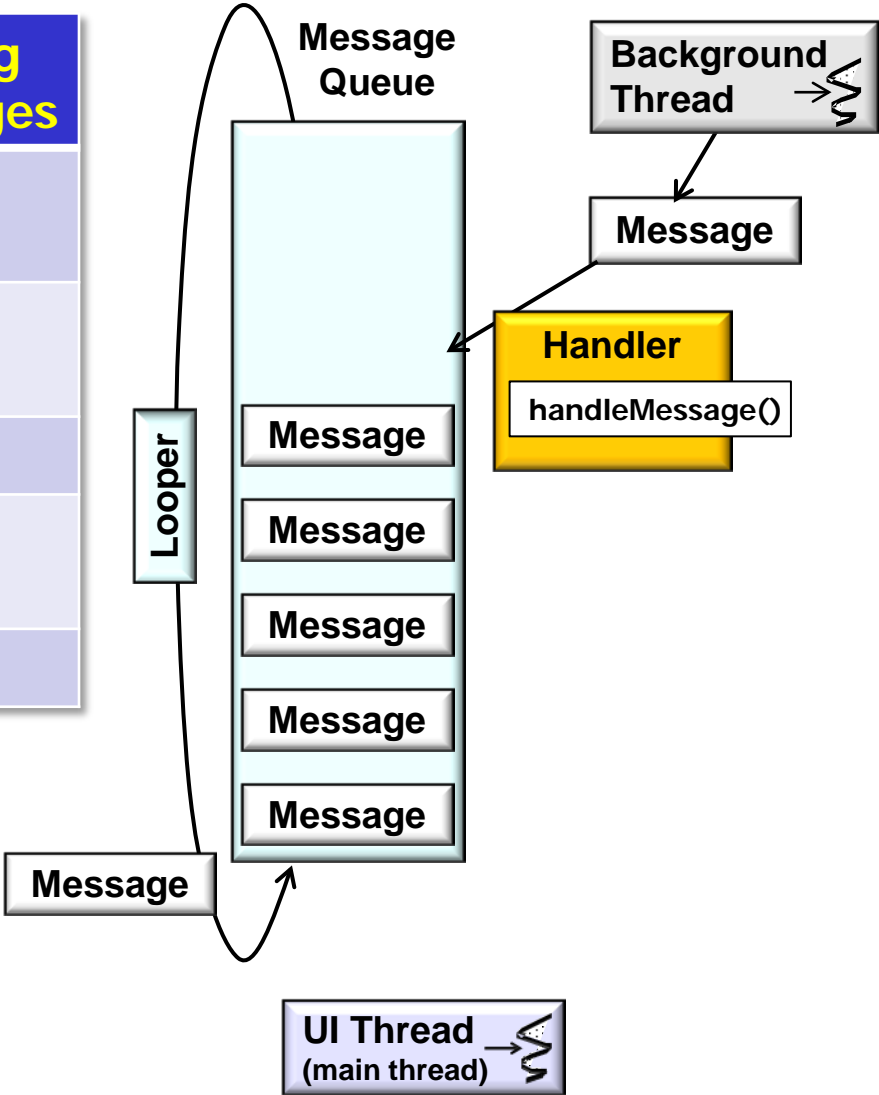 Message
Queue
Background
Thread
Message
Handler
handleMessage()
Looper
Message
Message
Message
Message
Message
Message
UI Thread
(main thread)